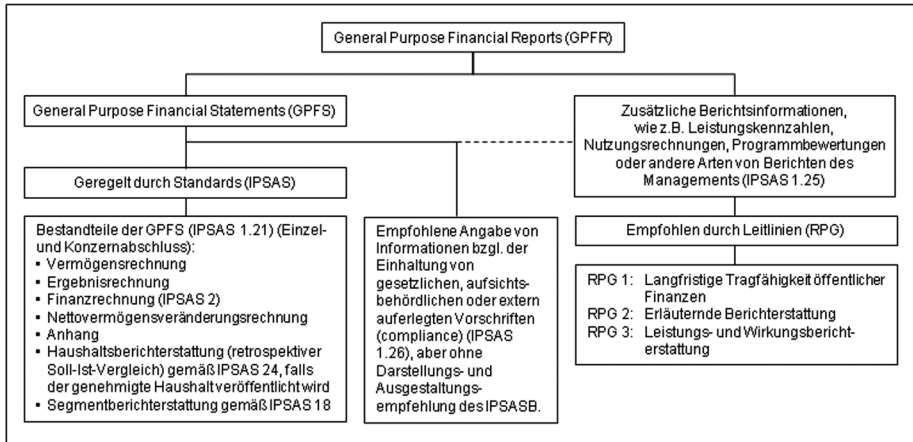 General Purpose Financial Reports (GPFR)
General Purpose Financial Statements (GPFS)
Zusätzliche Berichtsinformationen,
wie z.B. Leistungskennzahlen,
Nutzungsrechnungen, Programmbewertungen
oder andere Arten von Berichten des
Managements (IPSAS 1.25)
Geregelt durch Standards (IPSAS)
Bestandteile der GPFS (IPSAS 1.21) (Einzel-
und Konzernabschluss):
▪ Vermögensrechnung
▪ Ergebnisrechnung
▪ Finanzrechnung (IPSAS 2)
▪ Nettovermögensveränderungsrechnung
▪ Anhang
▪ Haushaltsberichterstattung (retrospektiver
Soll-Ist-Vergleich) gemäß IPSAS 24, falls
der genehmigte Haushalt veröffentlicht wird
▪ Segmentberichterstattung gemäß IPSAS 18
Empfohlene Angabe von
Informationen bzgl. der
Einhaltung von
gesetzlichen, aufsichts-
behördlichen oder extern
auferlegten Vorschriften
(compliance) (IPSAS
1.26), aber ohne
Darstellungs- und
Ausgestaltungs-
empfehlung des IPSASB.
Empfohlen durch Leitlinien (RPG)
RPG 1: Langfristige Tragfähigkeit öffentlicher
Finanzen
RPG 2: Erläuternde Berichterstattung
RPG 3: Leistungs- und Wirkungsbericht-
erstattung